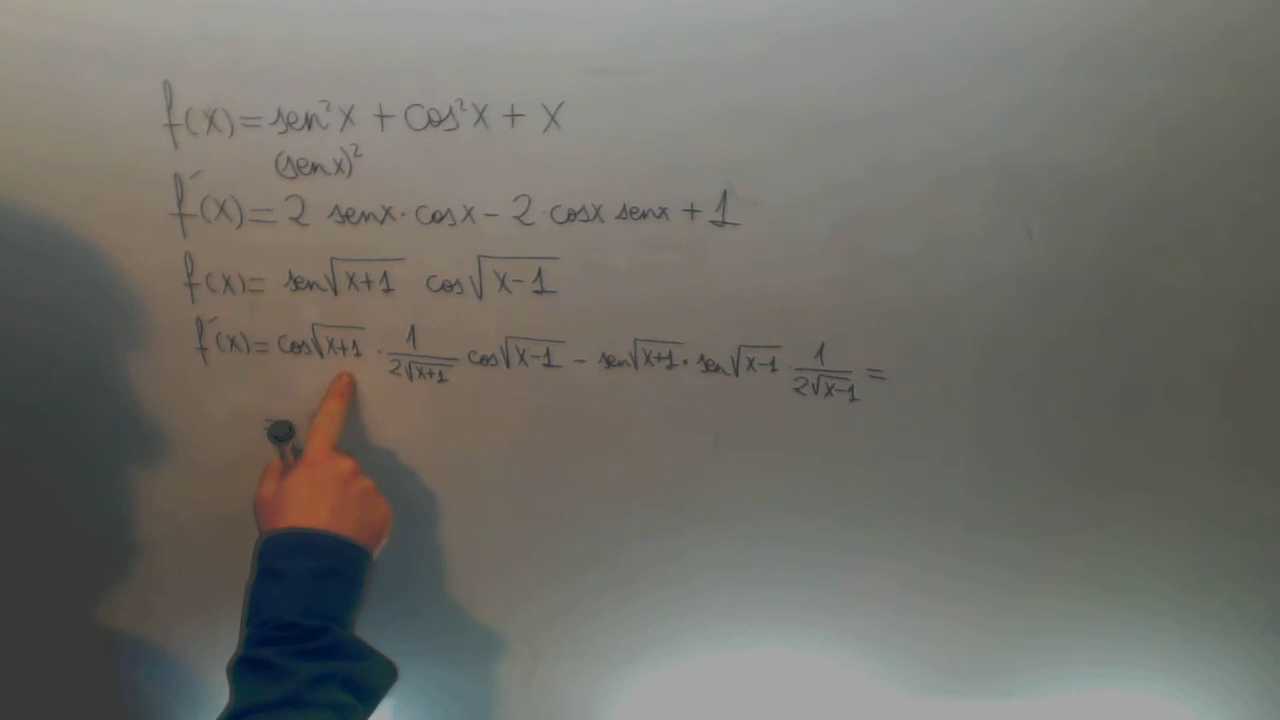 f(x)= sen²x + cos²x + x
(sen x)²
f'(x)= 2 senx · cosx - 2 · cosx senx + 1
f(x)= sen√(x+1) cos√(x-1)
f'(x)= cos√(x+1) · 1/(2√(x+1)) cos√(x-1) - sen√(x+1) · sen√(x-1) · 1/(2√(x-1)) =